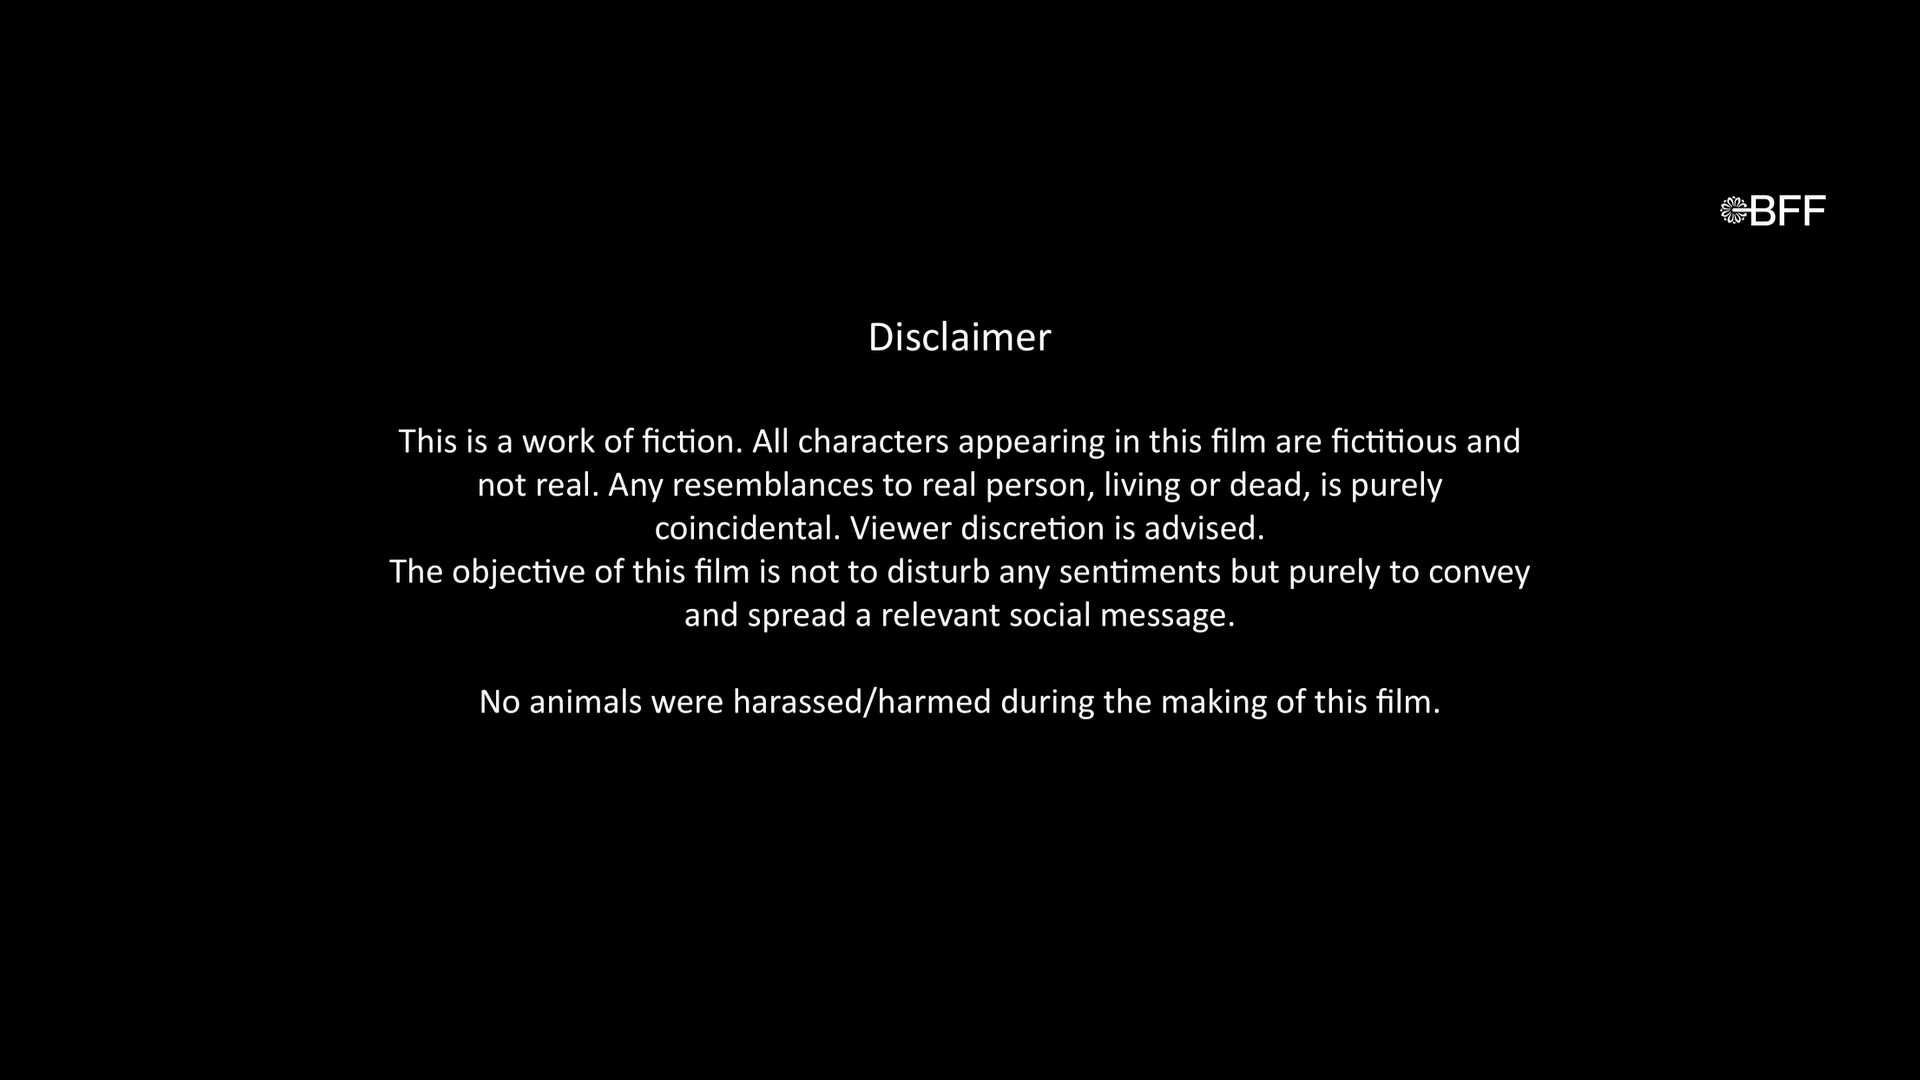 BFF
Disclaimer
This is a work of fiction. All characters appearing in this film are fictitious and
not real. Any resemblances to real person, living or dead, is purely
coincidental. Viewer discretion is advised.
The objective of this film is not to disturb any sentiments but purely to convey
and spread a relevant social message.
No animals were harassed/harmed during the making of this film.